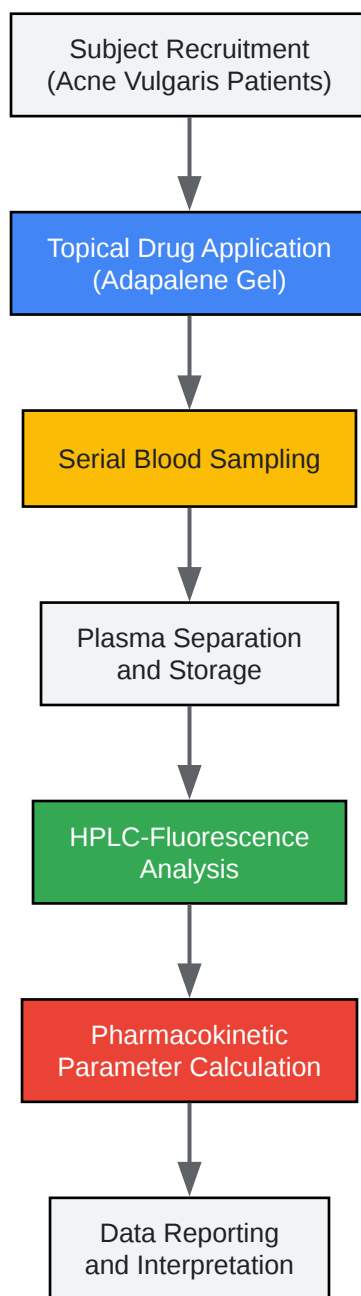 Subject Recruitment
(Acne Vulgaris Patients)
Topical Drug Application
(Adapalene Gel)
Serial Blood Sampling
Plasma Separation
and Storage
HPLC-Fluorescence
Analysis
Pharmacokinetic
Parameter Calculation
Data Reporting
and Interpretation